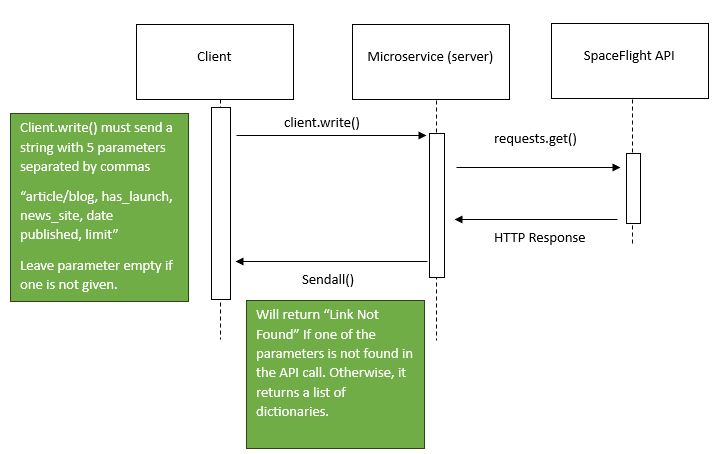 Client
Microservice (server)
SpaceFlight API
Client.write() must send a
string with 5 parameters
separated by commas
“article/blog, has_launch,
news_site, date
published, limit”
Leave parameter empty if
one is not given.
client.write()
requests.get()
HTTP Response
Sendall()
Will return “Link Not
Found” If one of the
parameters is not found in
the API call. Otherwise, it
returns a list of
dictionaries.